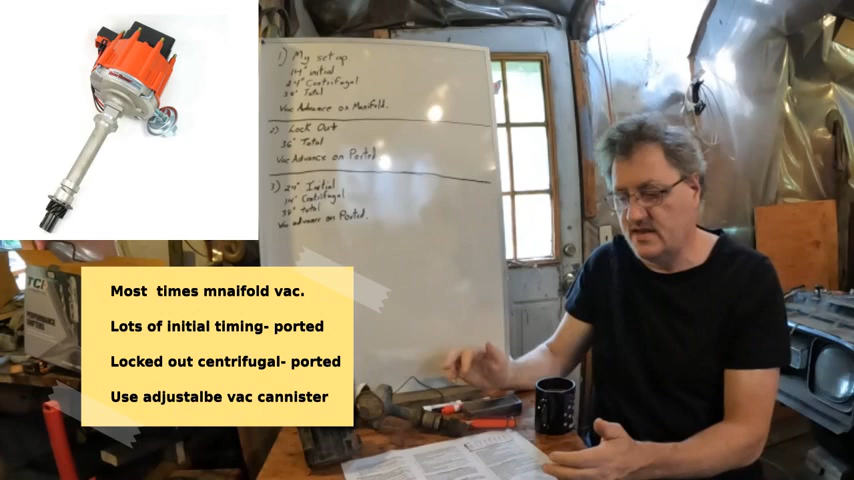 1) My set up
14° initial
24° Centrifugal
38° Total
Vac Advance on Manifold.
2) Lock Out
36° Total
Vac Advance on Ported
3) 24° Initial
14° Centrifugal
38° Total
Vac advance on Ported.
TCI
Most times mnaifold vac.
Lots of initial timing- ported
Locked out centrifugal- ported
Use adjustalbe vac cannister